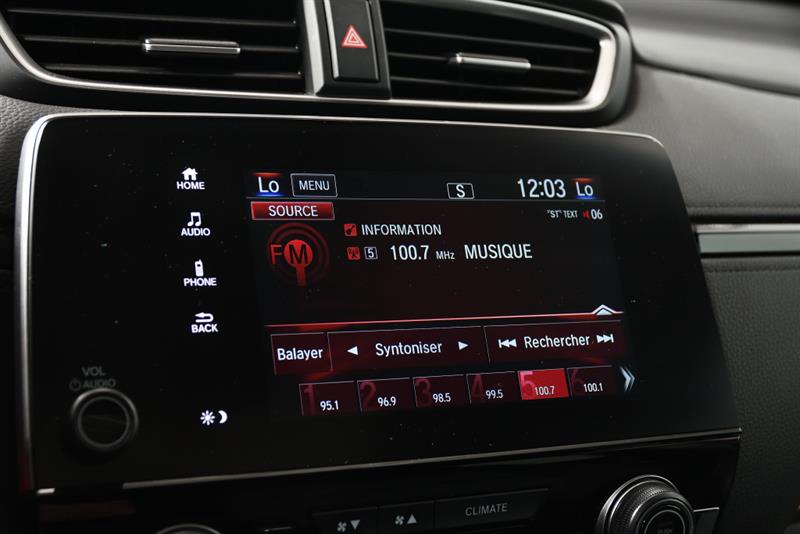 HOME
AUDIO
PHONE
BACK
VOL
AUDIO
Lo MENU S 12:03 Lo
SOURCE "ST" TEXT 06
INFORMATION
FM 5 100.7 MHz MUSIQUE
Balayer Syntoniser Rechercher
1 95.1 2 96.9 3 98.5 4 99.5 5 100.7 6 100.1
CLIMATE
PUSH